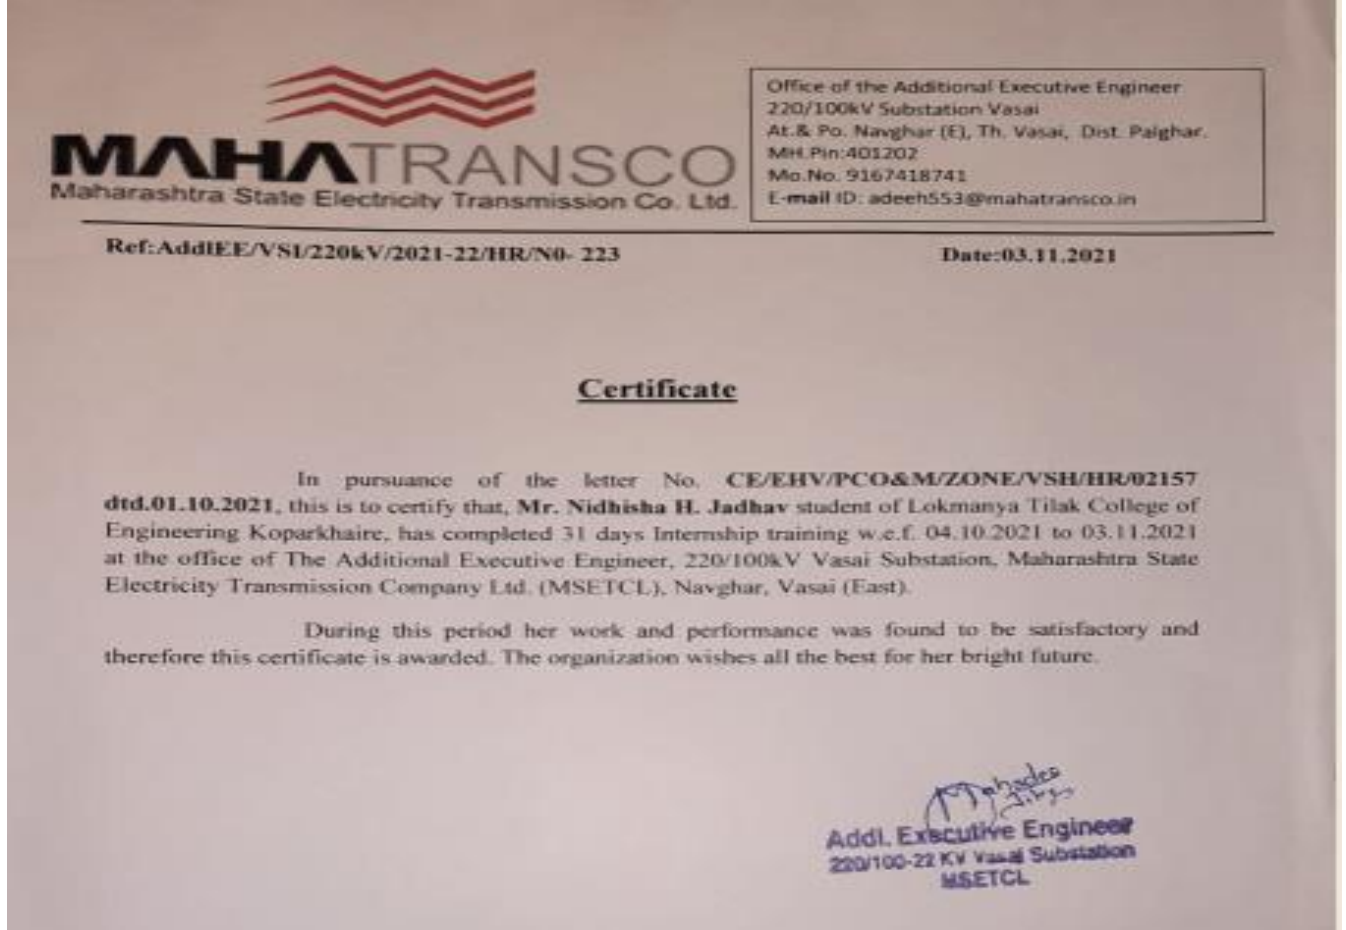 MAHATRANSCO
Maharashtra State Electricity Transmission Co. Ltd.
Office of the Additional Executive Engineer
220/100kV Substation Vasai
At.& Po. Navghar (E), Th. Vasai, Dist. Palghar.
MH.Pin:401202
Mo.No. 9167418741
E-mail ID: adeeh553@mahatransco.in
Ref:AddlEE/VSI/220kV/2021-22/HR/N0- 223 Date:03.11.2021
Certificate
In pursuance of the letter No. CE/EHV/PCO&M/ZONE/VSH/HR/02157
dtd.01.10.2021, this is to certify that, Mr. Nidhisha H. Jadhav student of Lokmanya Tilak College of
Engineering Koparkhaire, has completed 31 days Internship training w.e.f. 04.10.2021 to 03.11.2021
at the office of The Additional Executive Engineer, 220/100kV Vasai Substation, Maharashtra State
Electricity Transmission Company Ltd. (MSETCL), Navghar, Vasai (East).
During this period her work and performance was found to be satisfactory and
therefore this certificate is awarded. The organization wishes all the best for her bright future.
Addl. Executive Engineer
220/100-22 KV Vasai Substation
MSETCL